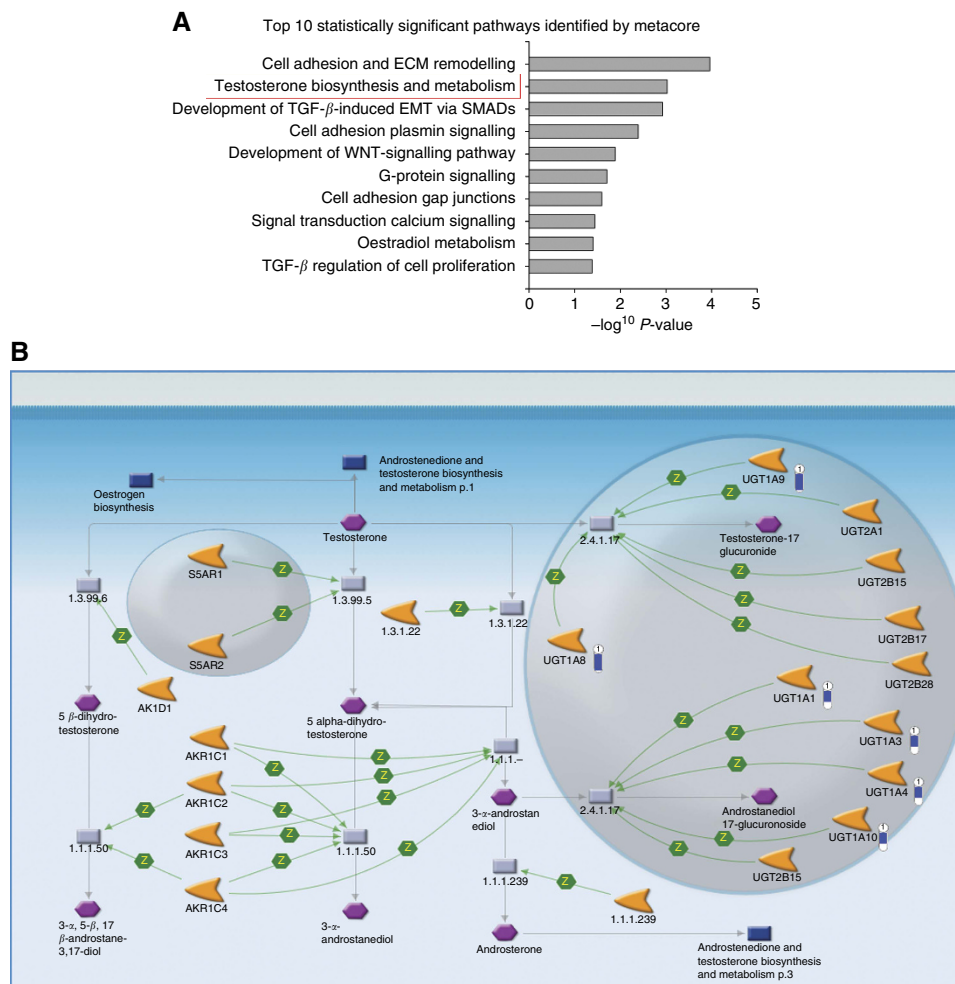 A
Top 10 statistically significant pathways identified by metacore
Cell adhesion and ECM remodelling
Testosterone biosynthesis and metabolism
Development of TGF-β-induced EMT via SMADs
Cell adhesion plasmin signalling
Development of WNT-signalling pathway
G-protein signalling
Cell adhesion gap junctions
Signal transduction calcium signalling
Oestradiol metabolism
TGF-β regulation of cell proliferation
0 1 2 3 4 5
–log¹⁰ P-value
B
Androstenedione and
testosterone biosynthesis
and metabolism p.1
Oestrogen
biosynthesis
Testosterone
UGT1A9
1
Z
Z
2.4.1.17
Testosterone-17
glucuronide
UGT2A1
S5AR1
Z
1.3.99.6
1.3.99.5
Z
S5AR2
1.3.1.22
Z
1.3.1.22
Z
UGT1A8
1
Z
UGT2B15
Z
UGT2B17
Z
UGT2B28
Z
AK1D1
5 β-dihydro-
testosterone
5 alpha-dihydro-
testosterone
UGT1A1
1
Z
UGT1A3
1
Z
UGT1A4
1
Z
AKR1C1
Z
Z
AKR1C2
Z
Z
Z
1.1.1.–
3-α-androstan
ediol
2.4.1.17
Androstanediol
17-glucuronoside
UGT1A10
1
Z
UGT2B15
Z
1.1.1.50
AKR1C3
Z
Z
1.1.1.50
Z
AKR1C4
Z
Z
1.1.1.239
Z
1.1.1.239
3-α, 5-β, 17
β-androstane-
3,17-diol
3-α-
androstanediol
Androsterone
Androstenedione and
testosterone biosynthesis
and metabolism p.3